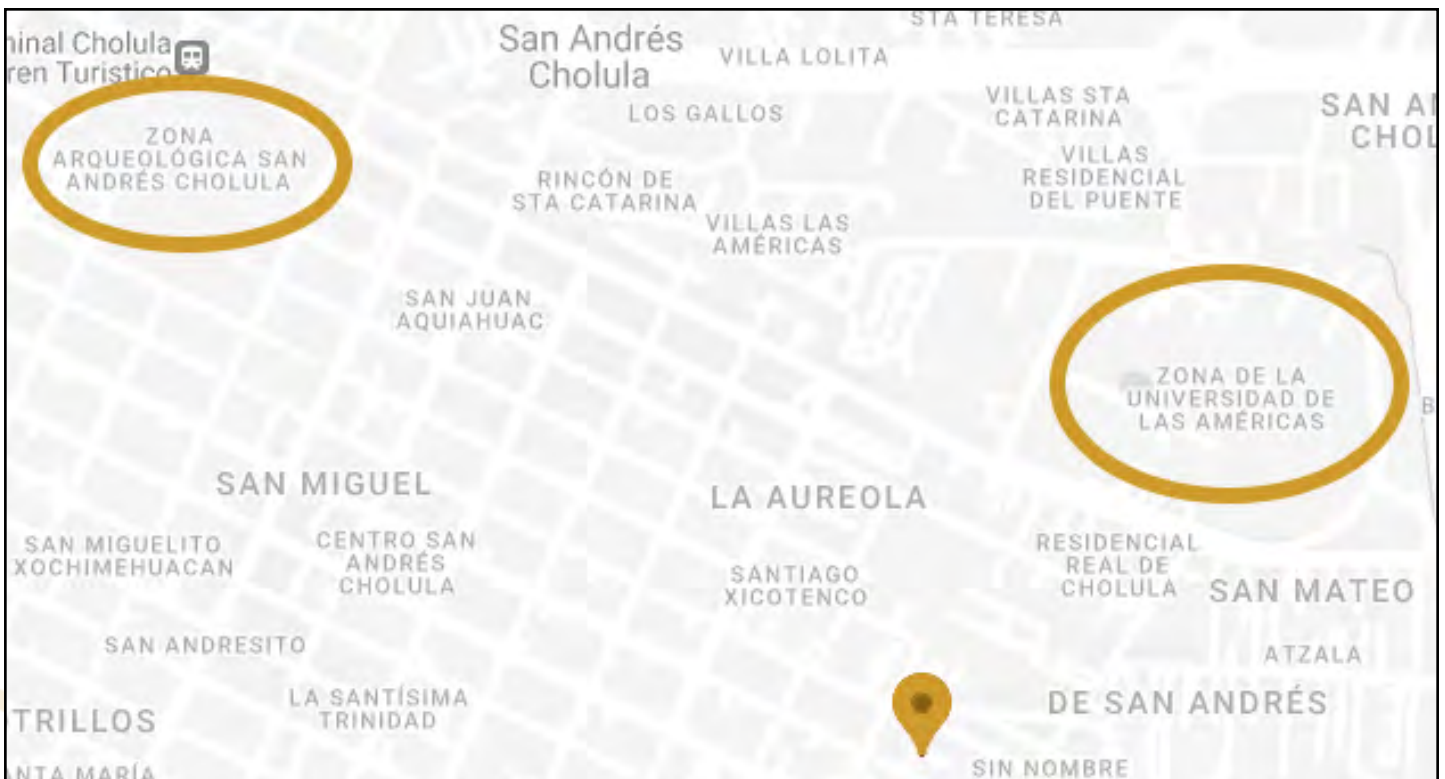 STA TERESA
San Andrés
Cholula
VILLA LOLITA
ren Turistico
Cholula
LOS GALLOS
VILLAS STA
CATARINA
SAN
ZONA
ARQUEOLÓGICA SAN
ANDRÉS CHOLULA
RINCÓN DE
STA CATARINA
VILLAS
RESIDENCIAL
DEL PUENTE
VILLAS LAS
AMÉRICAS
SAN JUAN
AQUIAHUAC
ZONA DE LA
UNIVERSIDAD DE
LAS AMÉRICAS
SAN MIGUEL
LA AUREOLA
SAN MIGUELITO
XOCHIMEHUACAN
CENTRO SAN
ANDRÉS
CHOLULA
SANTIAGO
XICOTENCO
RESIDENCIAL
REAL DE
CHOLULA
SAN MATEO
SAN ANDRESITO
ATZALA
LA SANTÍSIMA
TRINIDAD
DE SAN ANDRÉS
TRILLOS
SIN NOMBRE
MARÍA